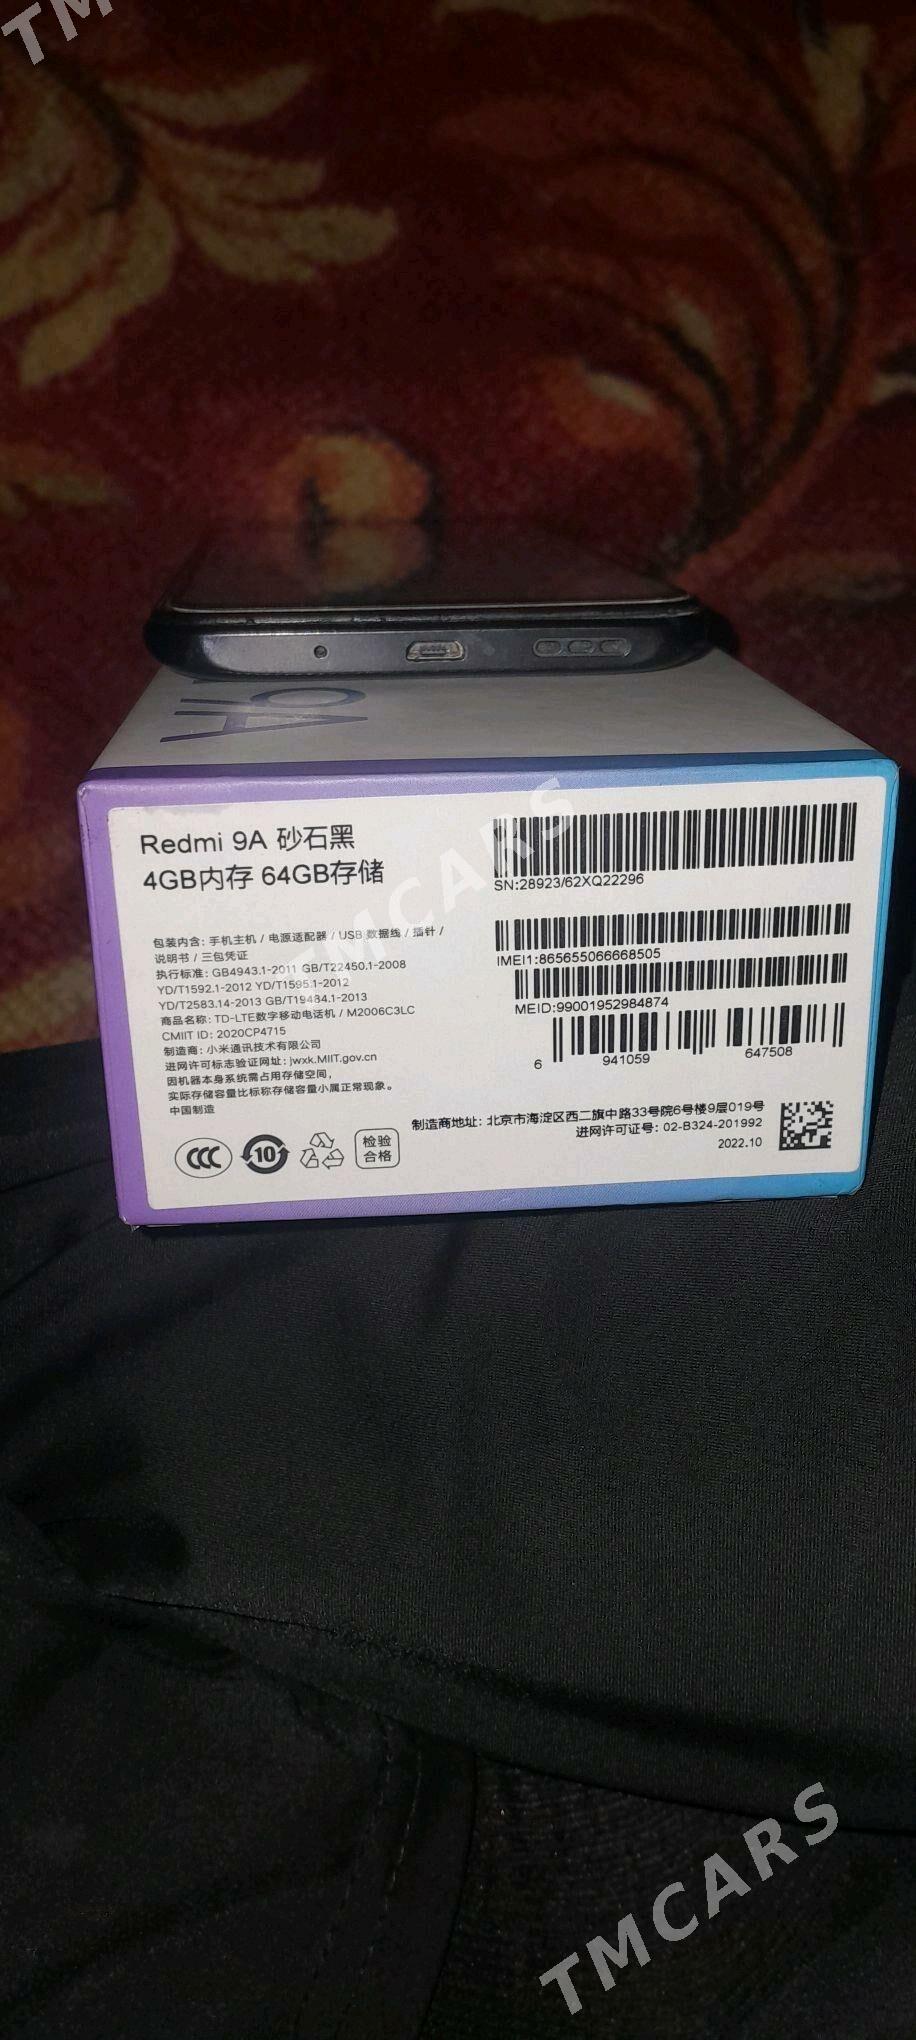 TM
9A
Redmi 9A 砂石黑
4GB内存 64GB存储
包装内含: 手机主机 / 电源适配器 / USB 数据线 / 插针 /
说明书 / 三包凭证
执行标准: GB4943.1-2011 GB/T22450.1-2008
YD/T1592.1-2012 YD/T1595.1-2012
YD/T2583.14-2013 GB/T19484.1-2013
商品名称: TD-LTE数字移动电话机 / M2006C3LC
CMIIT ID: 2020CP4715
制造商: 小米通讯技术有限公司
进网许可标志验证网址: jwxk.MIIT.gov.cn
因机器本身系统需占用存储空间，
实际存储容量比标称存储容量小属正常现象。
中国制造
CCC
10
检验
合格
SN:28923/62XQ22296
IMEI1:865655066668505
MEID:99001952984874
6 941059 647508
制造商地址: 北京市海淀区西二旗中路33号院6号楼9层019号
进网许可证号: 02-B324-201992
2022.10
TMCARS
TMCARS